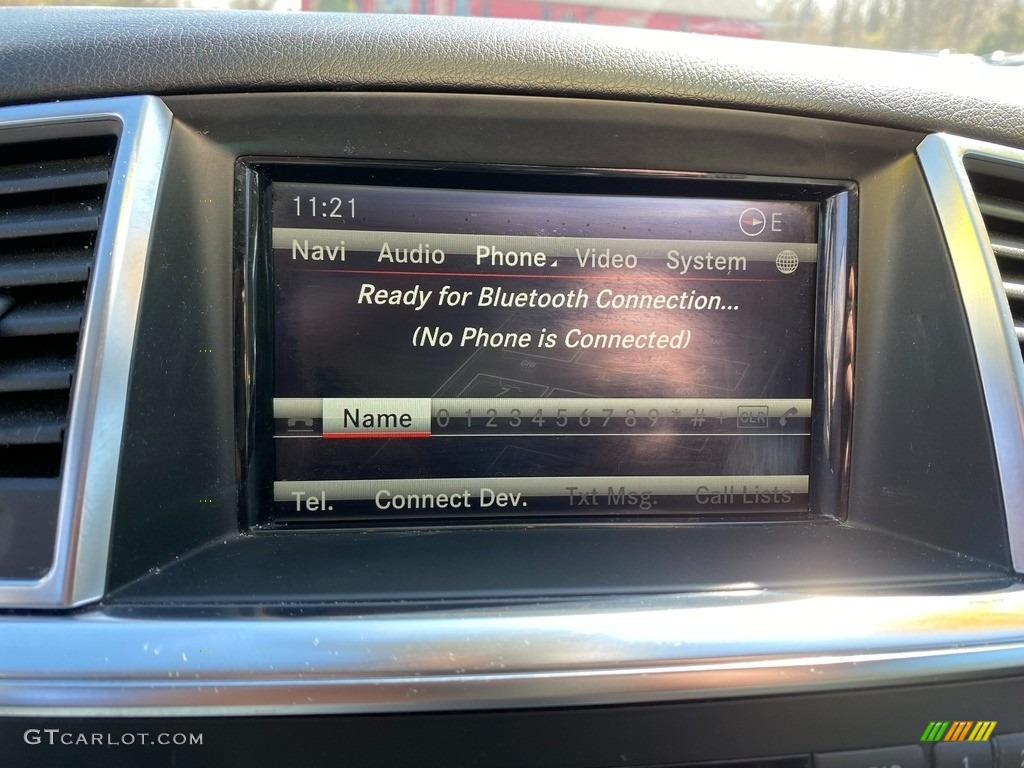 11:21 E
Navi Audio Phone Video System
Ready for Bluetooth Connection...
(No Phone is Connected)
Name 0 1 2 3 4 5 6 7 8 9 * # + CLR
Tel. Connect Dev. Txt Msg. Call Lists
GTCARLOT.COM
1